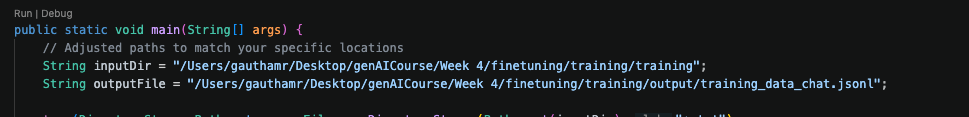 Run | Debug
public static void main(String[] args) {
// Adjusted paths to match your specific locations
String inputDir = "/Users/gauthamr/Desktop/genAICourse/Week 4/finetuning/training/training";
String outputFile = "/Users/gauthamr/Desktop/genAICourse/Week 4/finetuning/training/output/training_data_chat.jsonl";